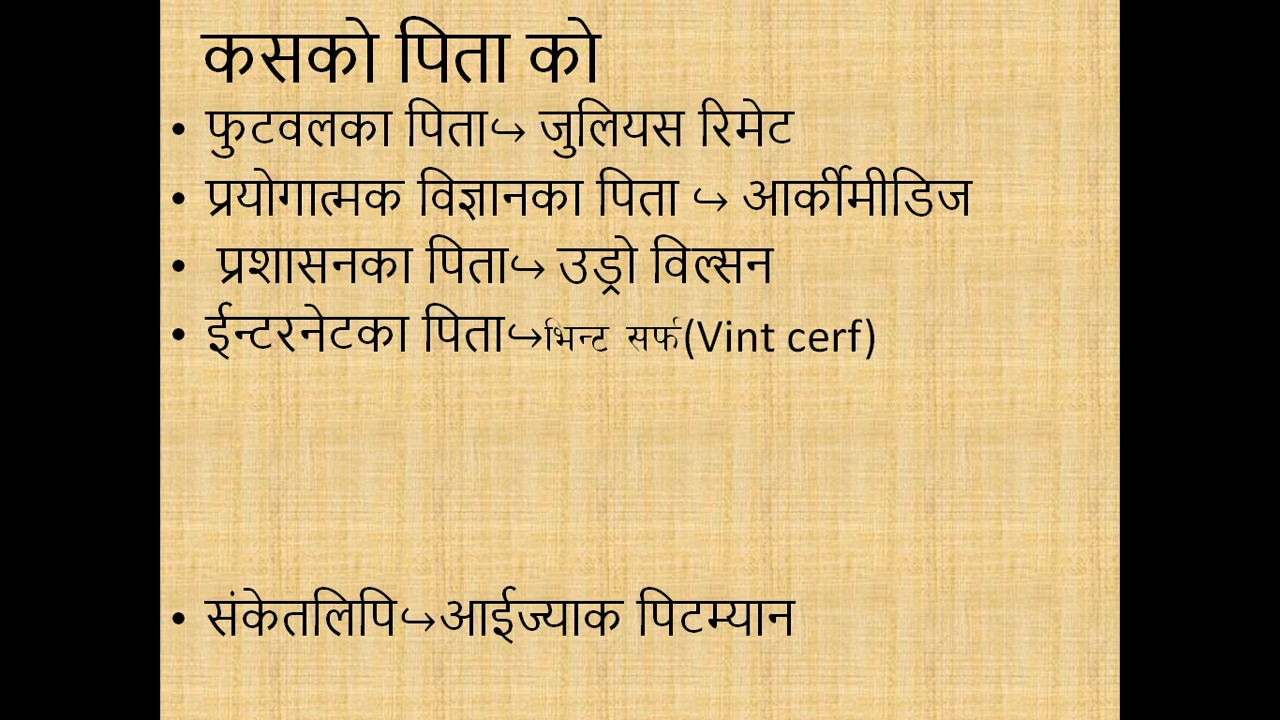 कसको पिता को
• फुटवलका पिता↪ जुलियस रिमेट
• प्रयोगात्मक विज्ञानका पिता ↪ आर्कीमीडिज
• प्रशासनका पिता↪ उड्रो विल्सन
• ईन्टरनेटका पिता↪भिन्ट सर्फ(Vint cerf)
• संकेतलिपि↪आईज्याक पिटम्यान